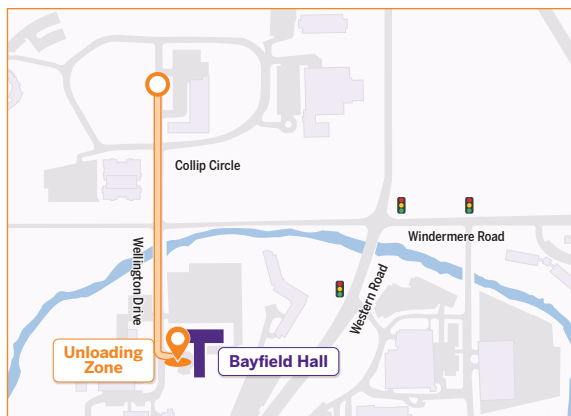 Collip Circle
Windermere Road
Wellington Drive
Western Road
Unloading
Zone
Bayfield Hall